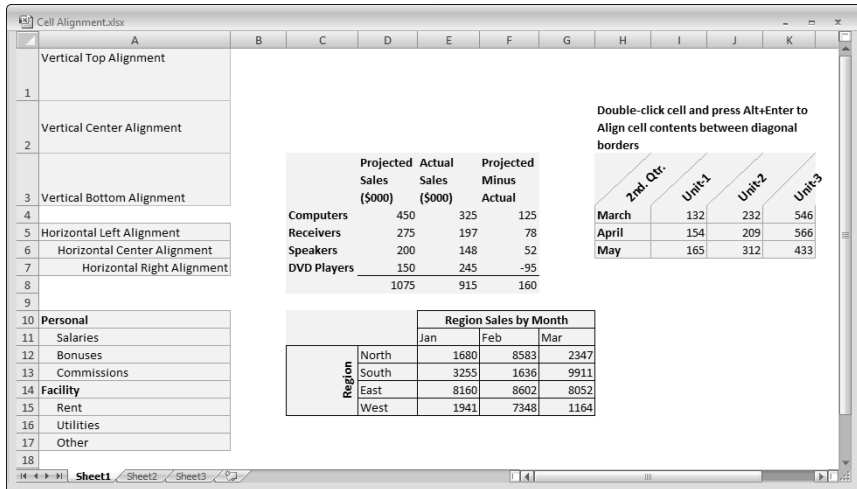 Cell Alignment.xlsx
A B C D E F G H I J K
Vertical Top Alignment
1
Double-click cell and press Alt+Enter to
Vertical Center Alignment Align cell contents between diagonal
2 borders
Projected Actual Projected
Sales Sales Minus
3 Vertical Bottom Alignment ($000) ($000) Actual 2nd. Qtr. Unit-1 Unit-2 Unit-3
4 Computers 450 325 125 March 132 232 546
5 Horizontal Left Alignment Receivers 275 197 78 April 154 209 566
6 Horizontal Center Alignment Speakers 200 148 52 May 165 312 433
7 Horizontal Right Alignment DVD Players 150 245 -95
8 1075 915 160
9
10 Personal Region Sales by Month
11 Salaries Jan Feb Mar
12 Bonuses North 1680 8583 2347
13 Commissions Region South 3255 1636 9911
14 Facility East 8160 8602 8052
15 Rent West 1941 7348 1164
16 Utilities
17 Other
18
Sheet1 Sheet2 Sheet3